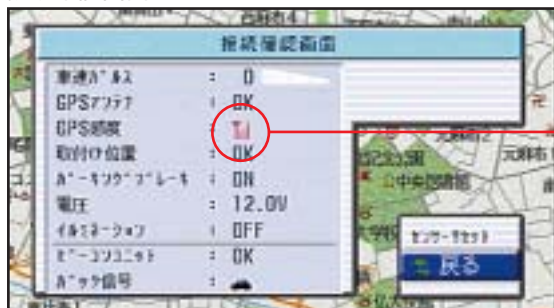 接続確認画面
車速ﾊﾟﾙｽ : 0
GPSｱﾝﾃﾅ : OK
GPS感度 :
取付け位置 : OK
ﾊﾟｰｷﾝｸﾞﾌﾞﾚｰｷ : ON
電圧 : 12.0V
ｲﾙﾐﾈｰｼｮﾝ : OFF
ﾋﾞｰｺﾝﾕﾆｯﾄ : OK
ﾊﾞｯｸ信号 :
元麻布
中央図書館
ｾﾝｻｰﾘｾｯﾄ
戻る